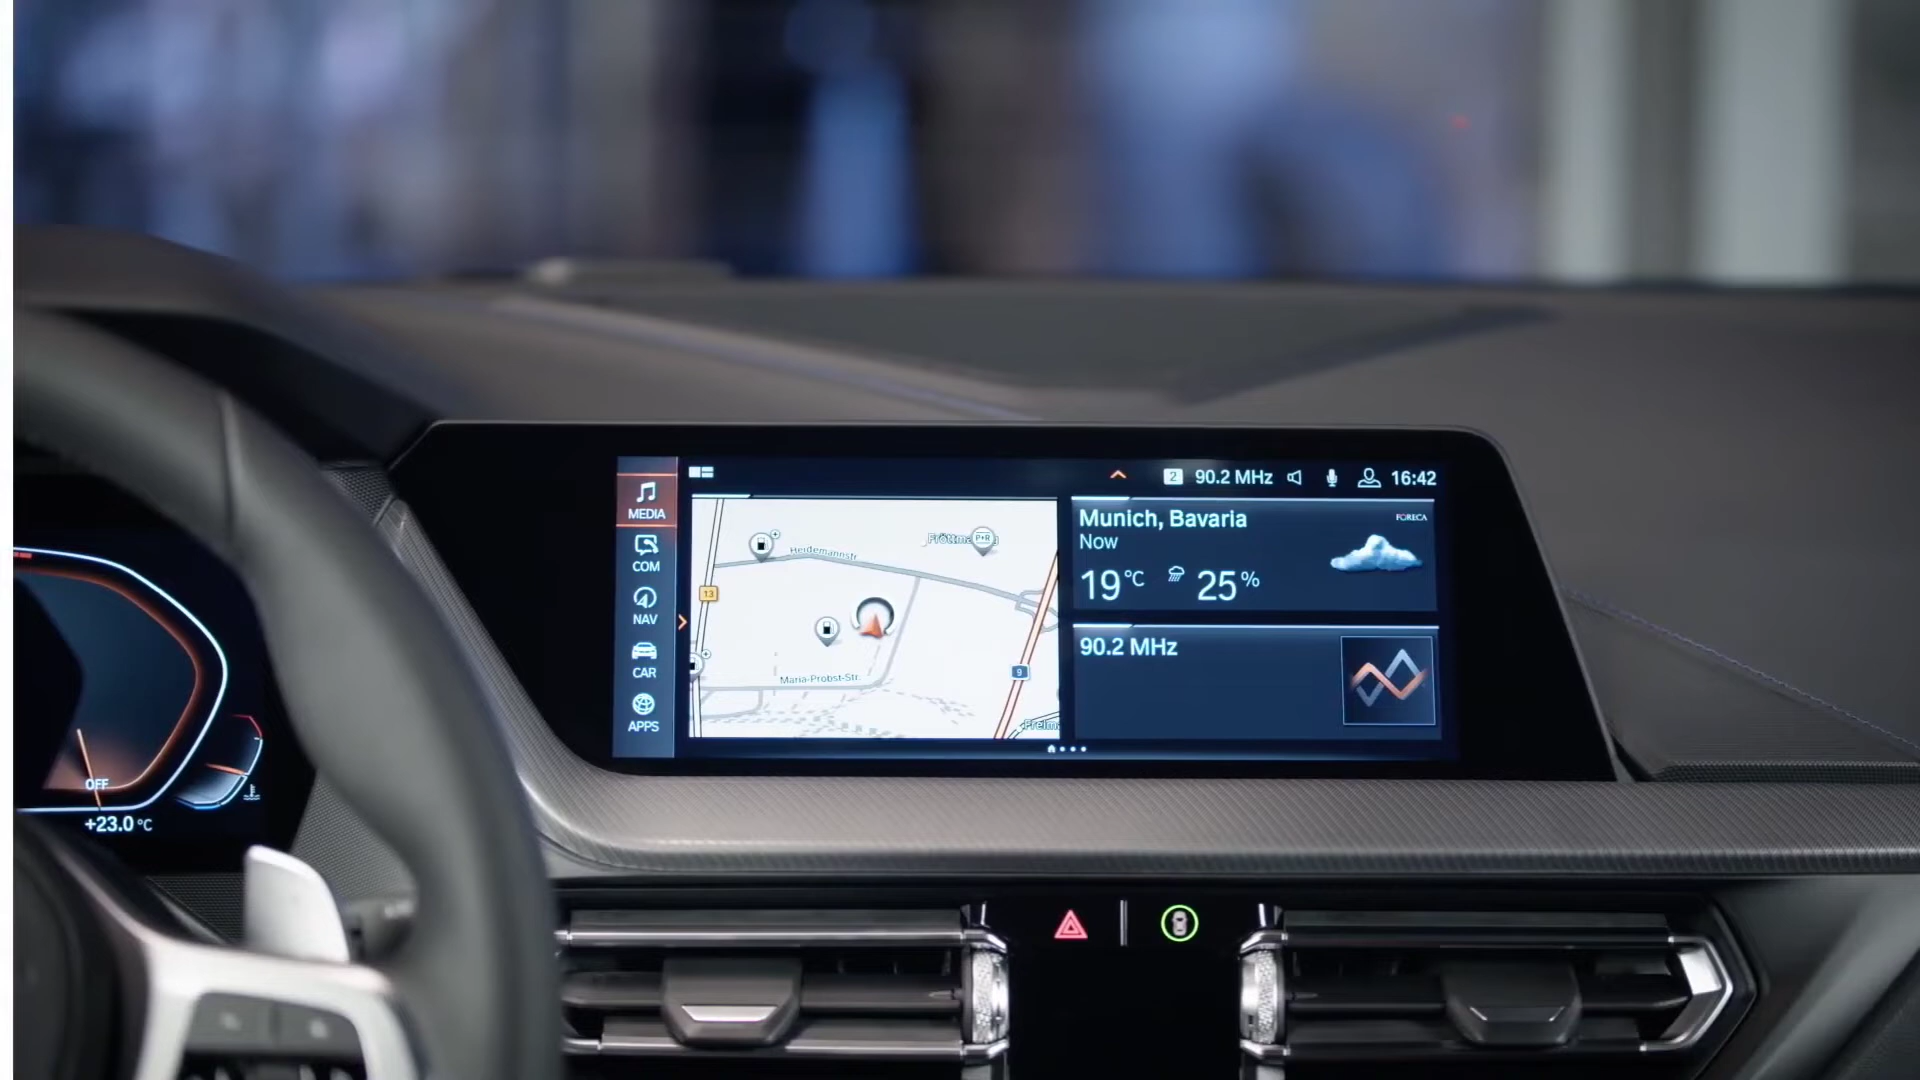 2 90.2 MHz 16:42
MEDIA
COM
NAV
CAR
APPS
Heidemannstr.
P+R
13
9
Maria-Probst-Str.
Munich, Bavaria
FORECA
Now
19°C 25%
90.2 MHz
OFF
+23.0 °C